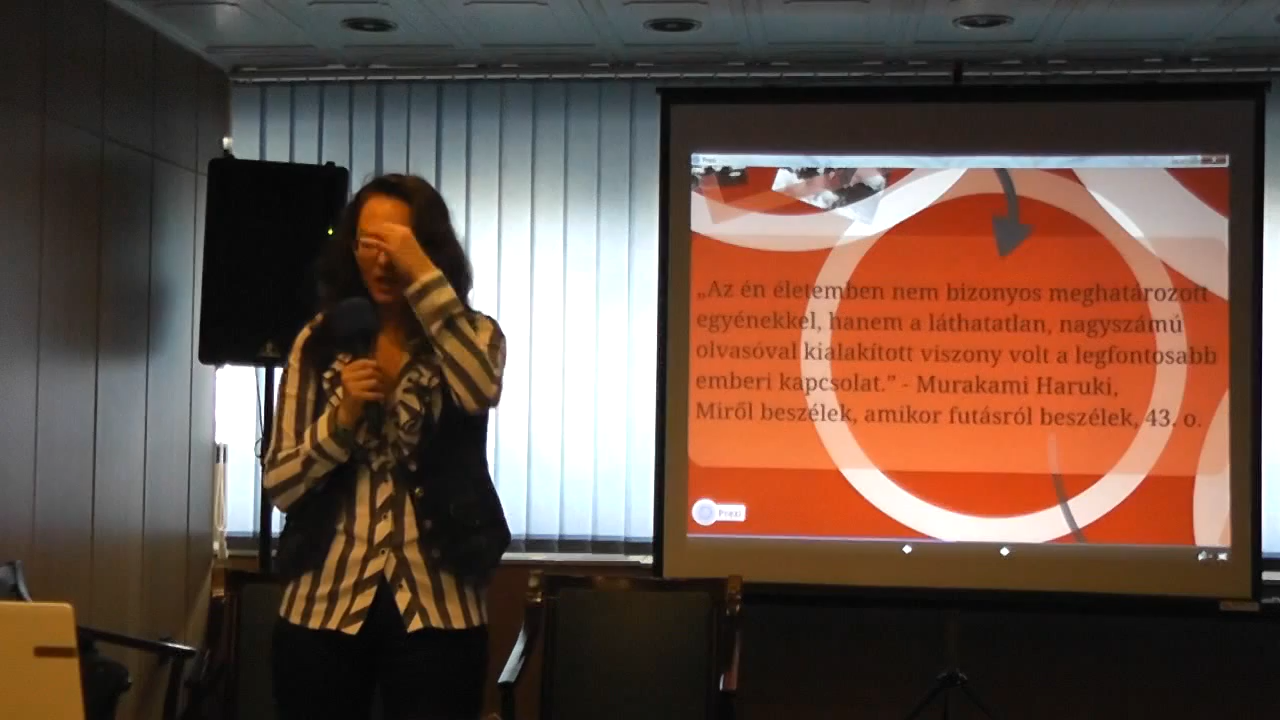 Prezi
„Az én életemben nem bizonyos meghatározott
egyénekkel, hanem a láthatatlan, nagyszámú
olvasóval kialakított viszony volt a legfontosabb
emberi kapcsolat.” - Murakami Haruki,
Miről beszélek, amikor futásról beszélek, 43. o.
Prezi